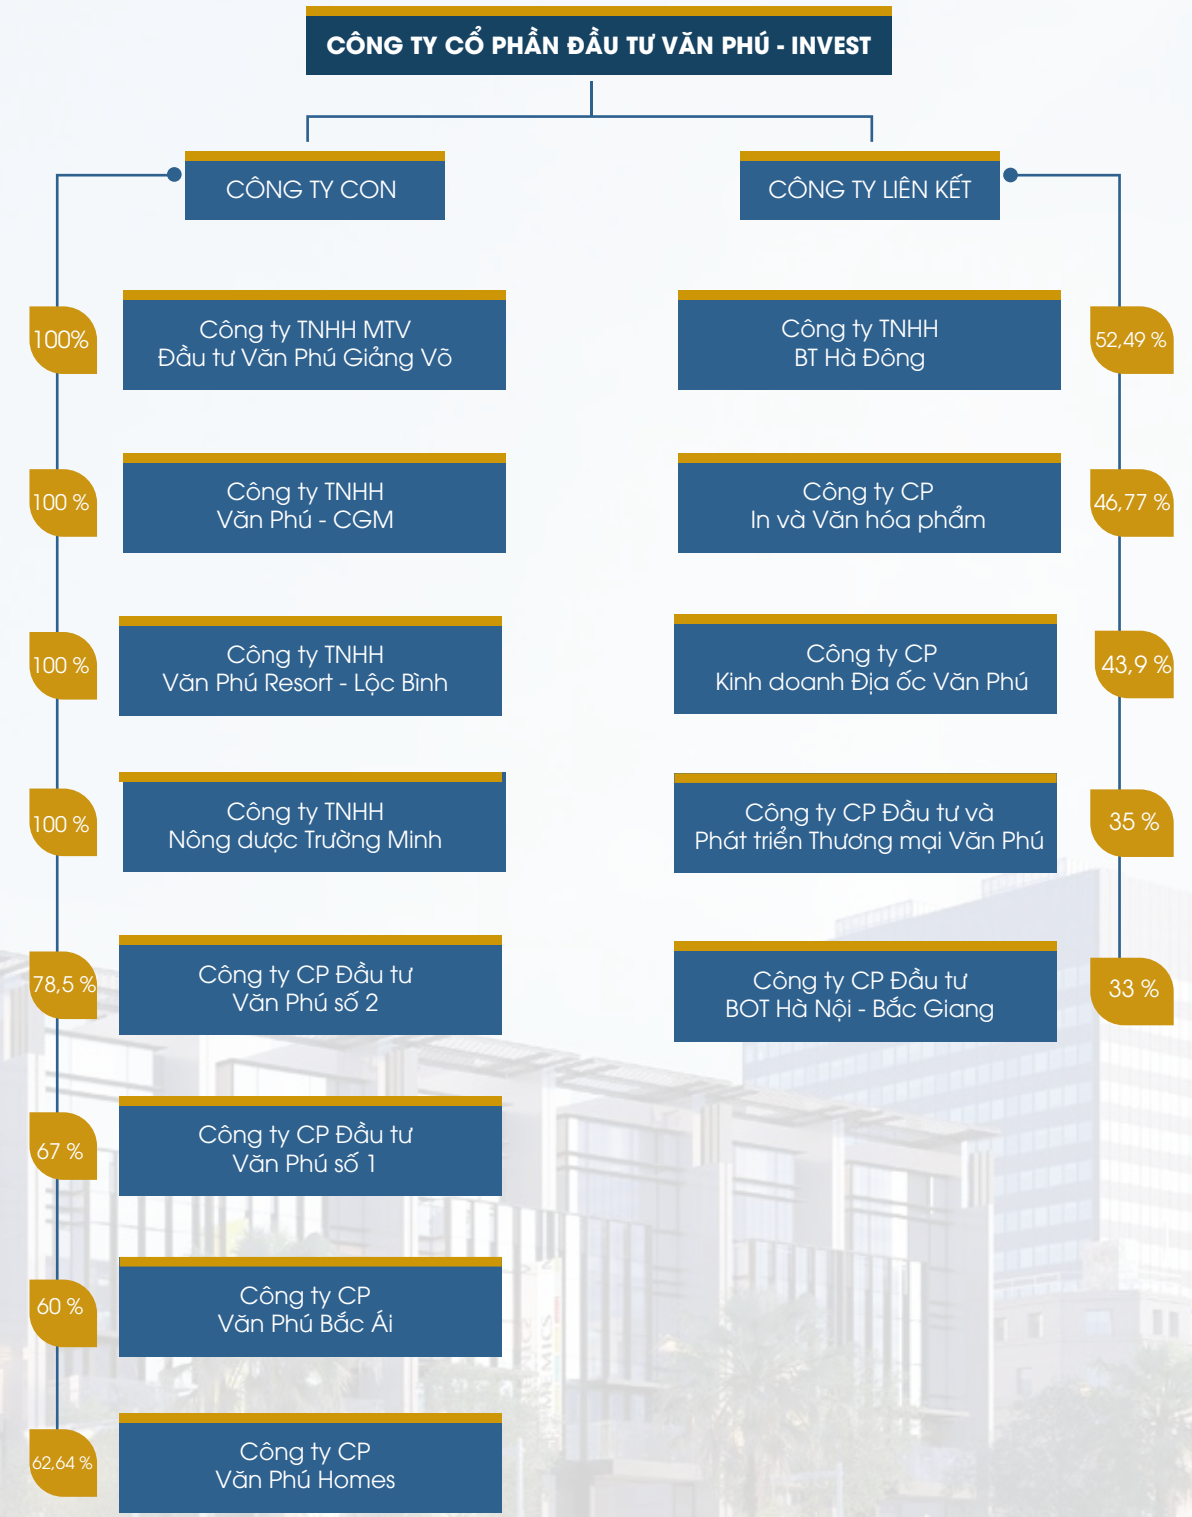 CÔNG TY CỔ PHẦN ĐẦU TƯ VĂN PHÚ - INVEST
CÔNG TY CON
100%
Công ty TNHH MTV
Đầu tư Văn Phú Giảng Võ
100 %
Công ty TNHH
Văn Phú - CGM
100 %
Công ty TNHH
Văn Phú Resort - Lộc Bình
100 %
Công ty TNHH
Nông dược Trường Minh
78,5 %
Công ty CP Đầu tư
Văn Phú số 2
67 %
Công ty CP Đầu tư
Văn Phú số 1
60 %
Công ty CP
Văn Phú Bắc Ái
62,64 %
Công ty CP
Văn Phú Homes
CÔNG TY LIÊN KẾT
Công ty TNHH
BT Hà Đông
52,49 %
Công ty CP
In và Văn hóa phẩm
46,77 %
Công ty CP
Kinh doanh Địa ốc Văn Phú
43,9 %
Công ty CP Đầu tư và
Phát triển Thương mại Văn Phú
35 %
Công ty CP Đầu tư
BOT Hà Nội - Bắc Giang
33 %